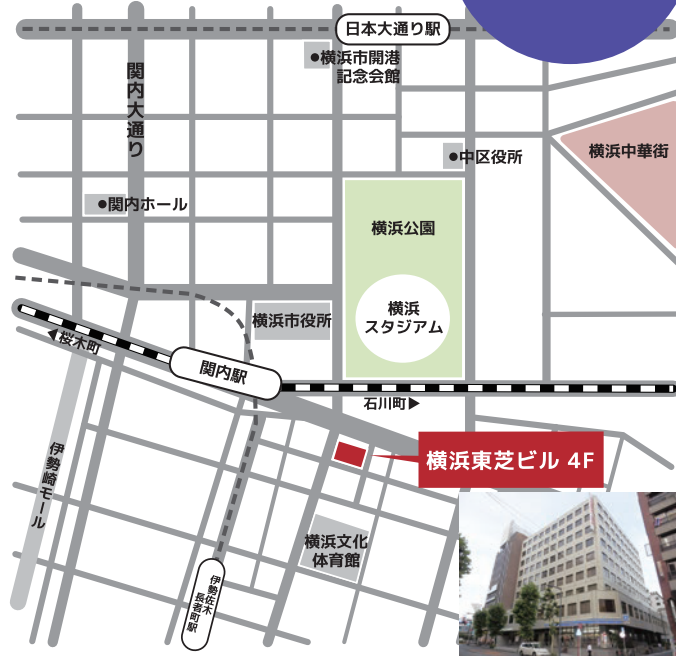 日本大通り駅
●横浜市開港
記念会館
関内大通り
●中区役所
横浜中華街
●関内ホール
横浜公園
横浜
スタジアム
横浜市役所
◀桜木町
関内駅
石川町▶
伊勢崎モール
横浜東芝ビル 4F
横浜文化
体育館
伊勢佐木
長者町駅